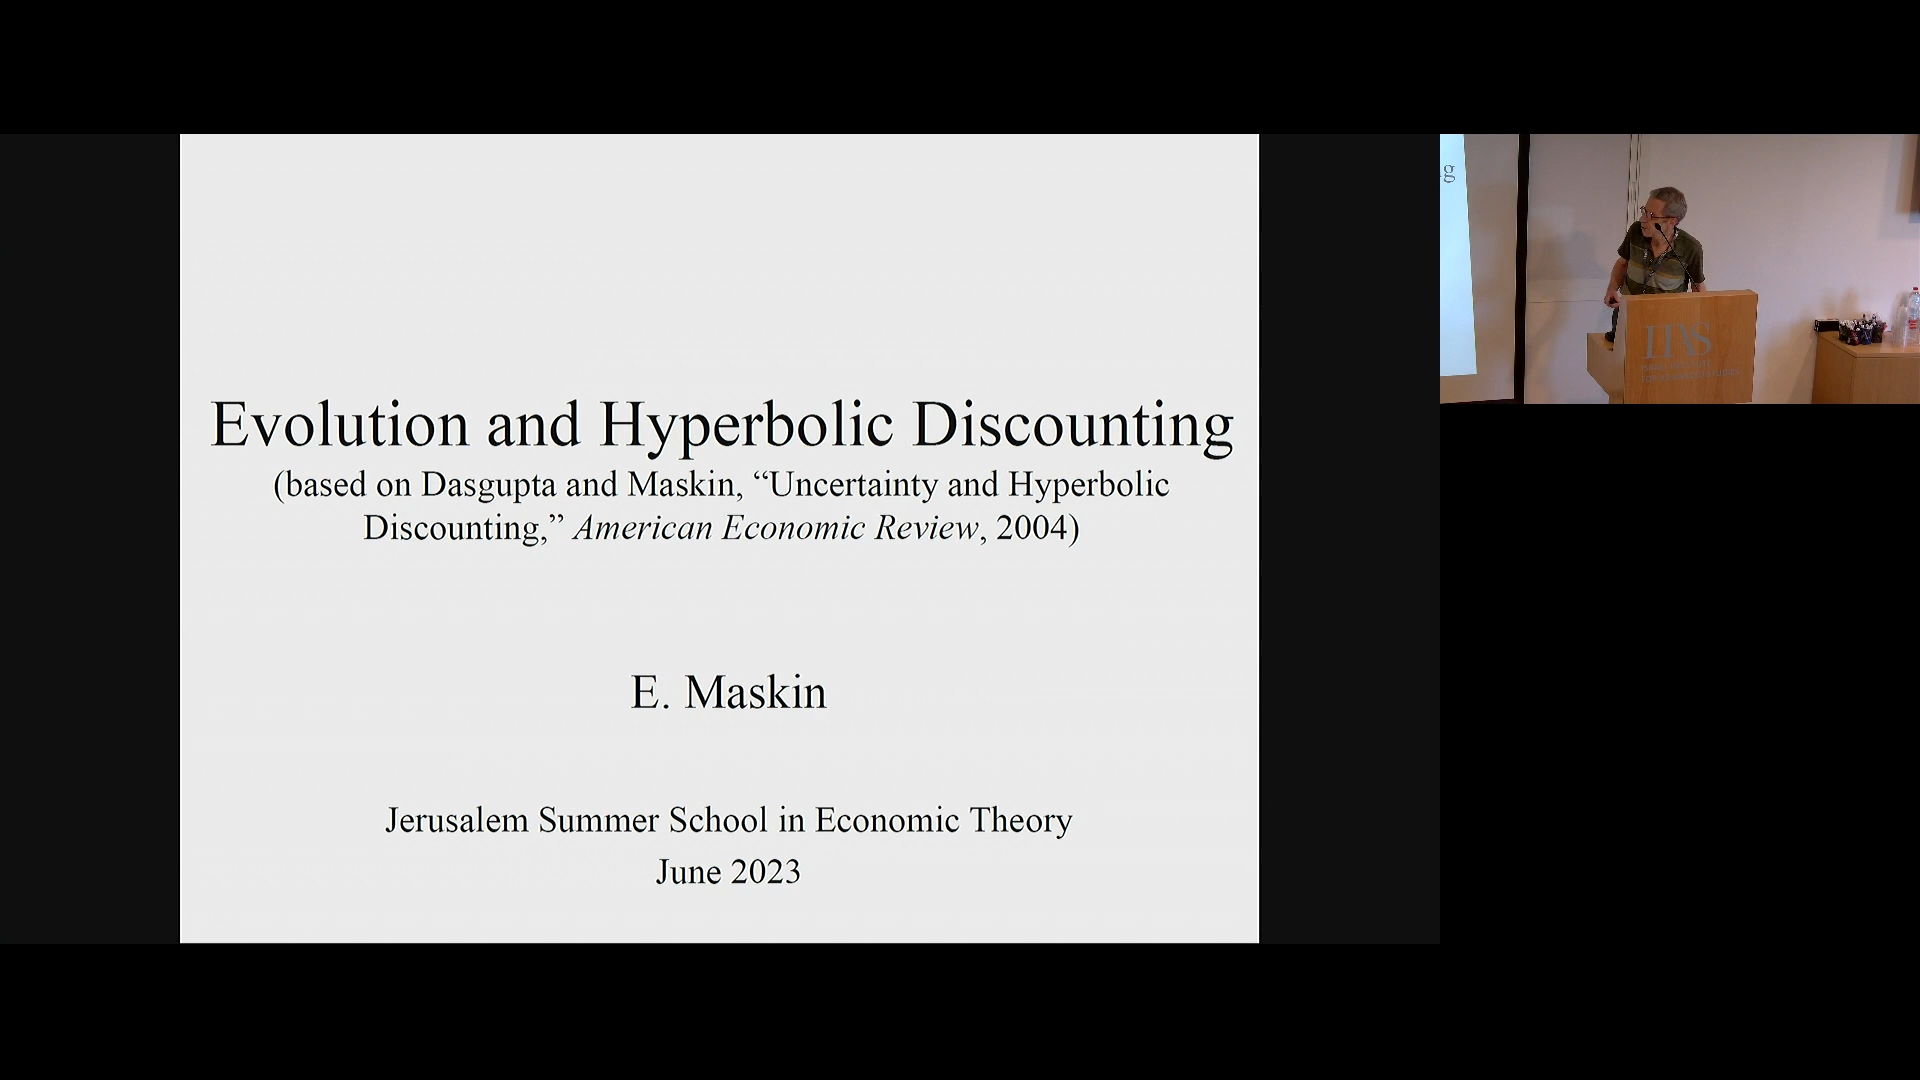 Evolution and Hyperbolic Discounting
(based on Dasgupta and Maskin, “Uncertainty and Hyperbolic
Discounting,” American Economic Review, 2004)
E. Maskin
Jerusalem Summer School in Economic Theory
June 2023
g
IIAS